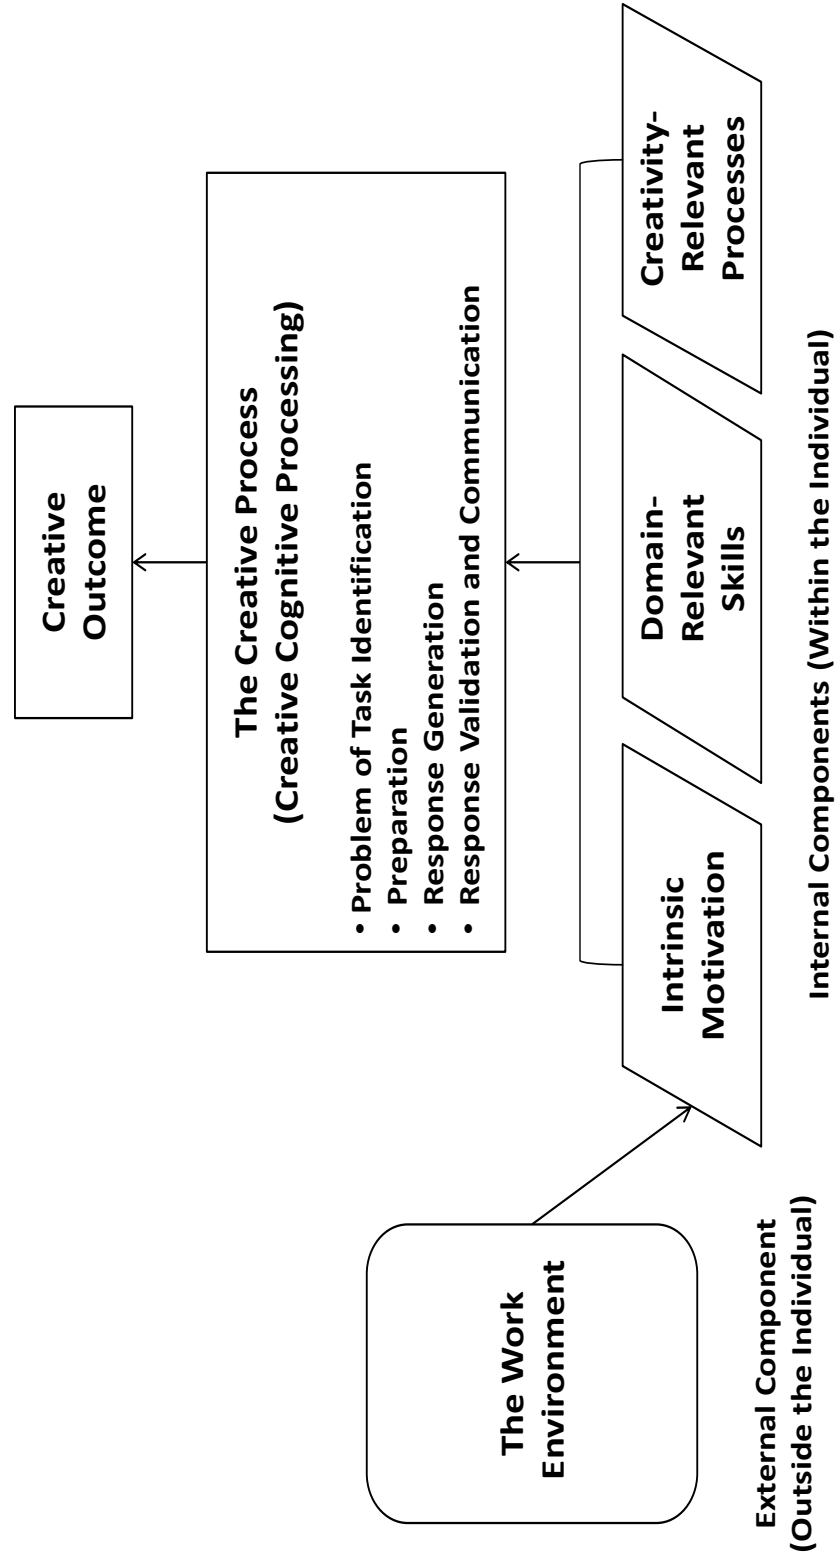 Creative
Outcome
The Creative Process
(Creative Cognitive Processing)
• Problem of Task Identification
• Preparation
• Response Generation
• Response Validation and Communication
The Work
Environment
Intrinsic
Motivation
Domain-
Relevant
Skills
Creativity-
Relevant
Processes
External Component
(Outside the Individual)
Internal Components (Within the Individual)